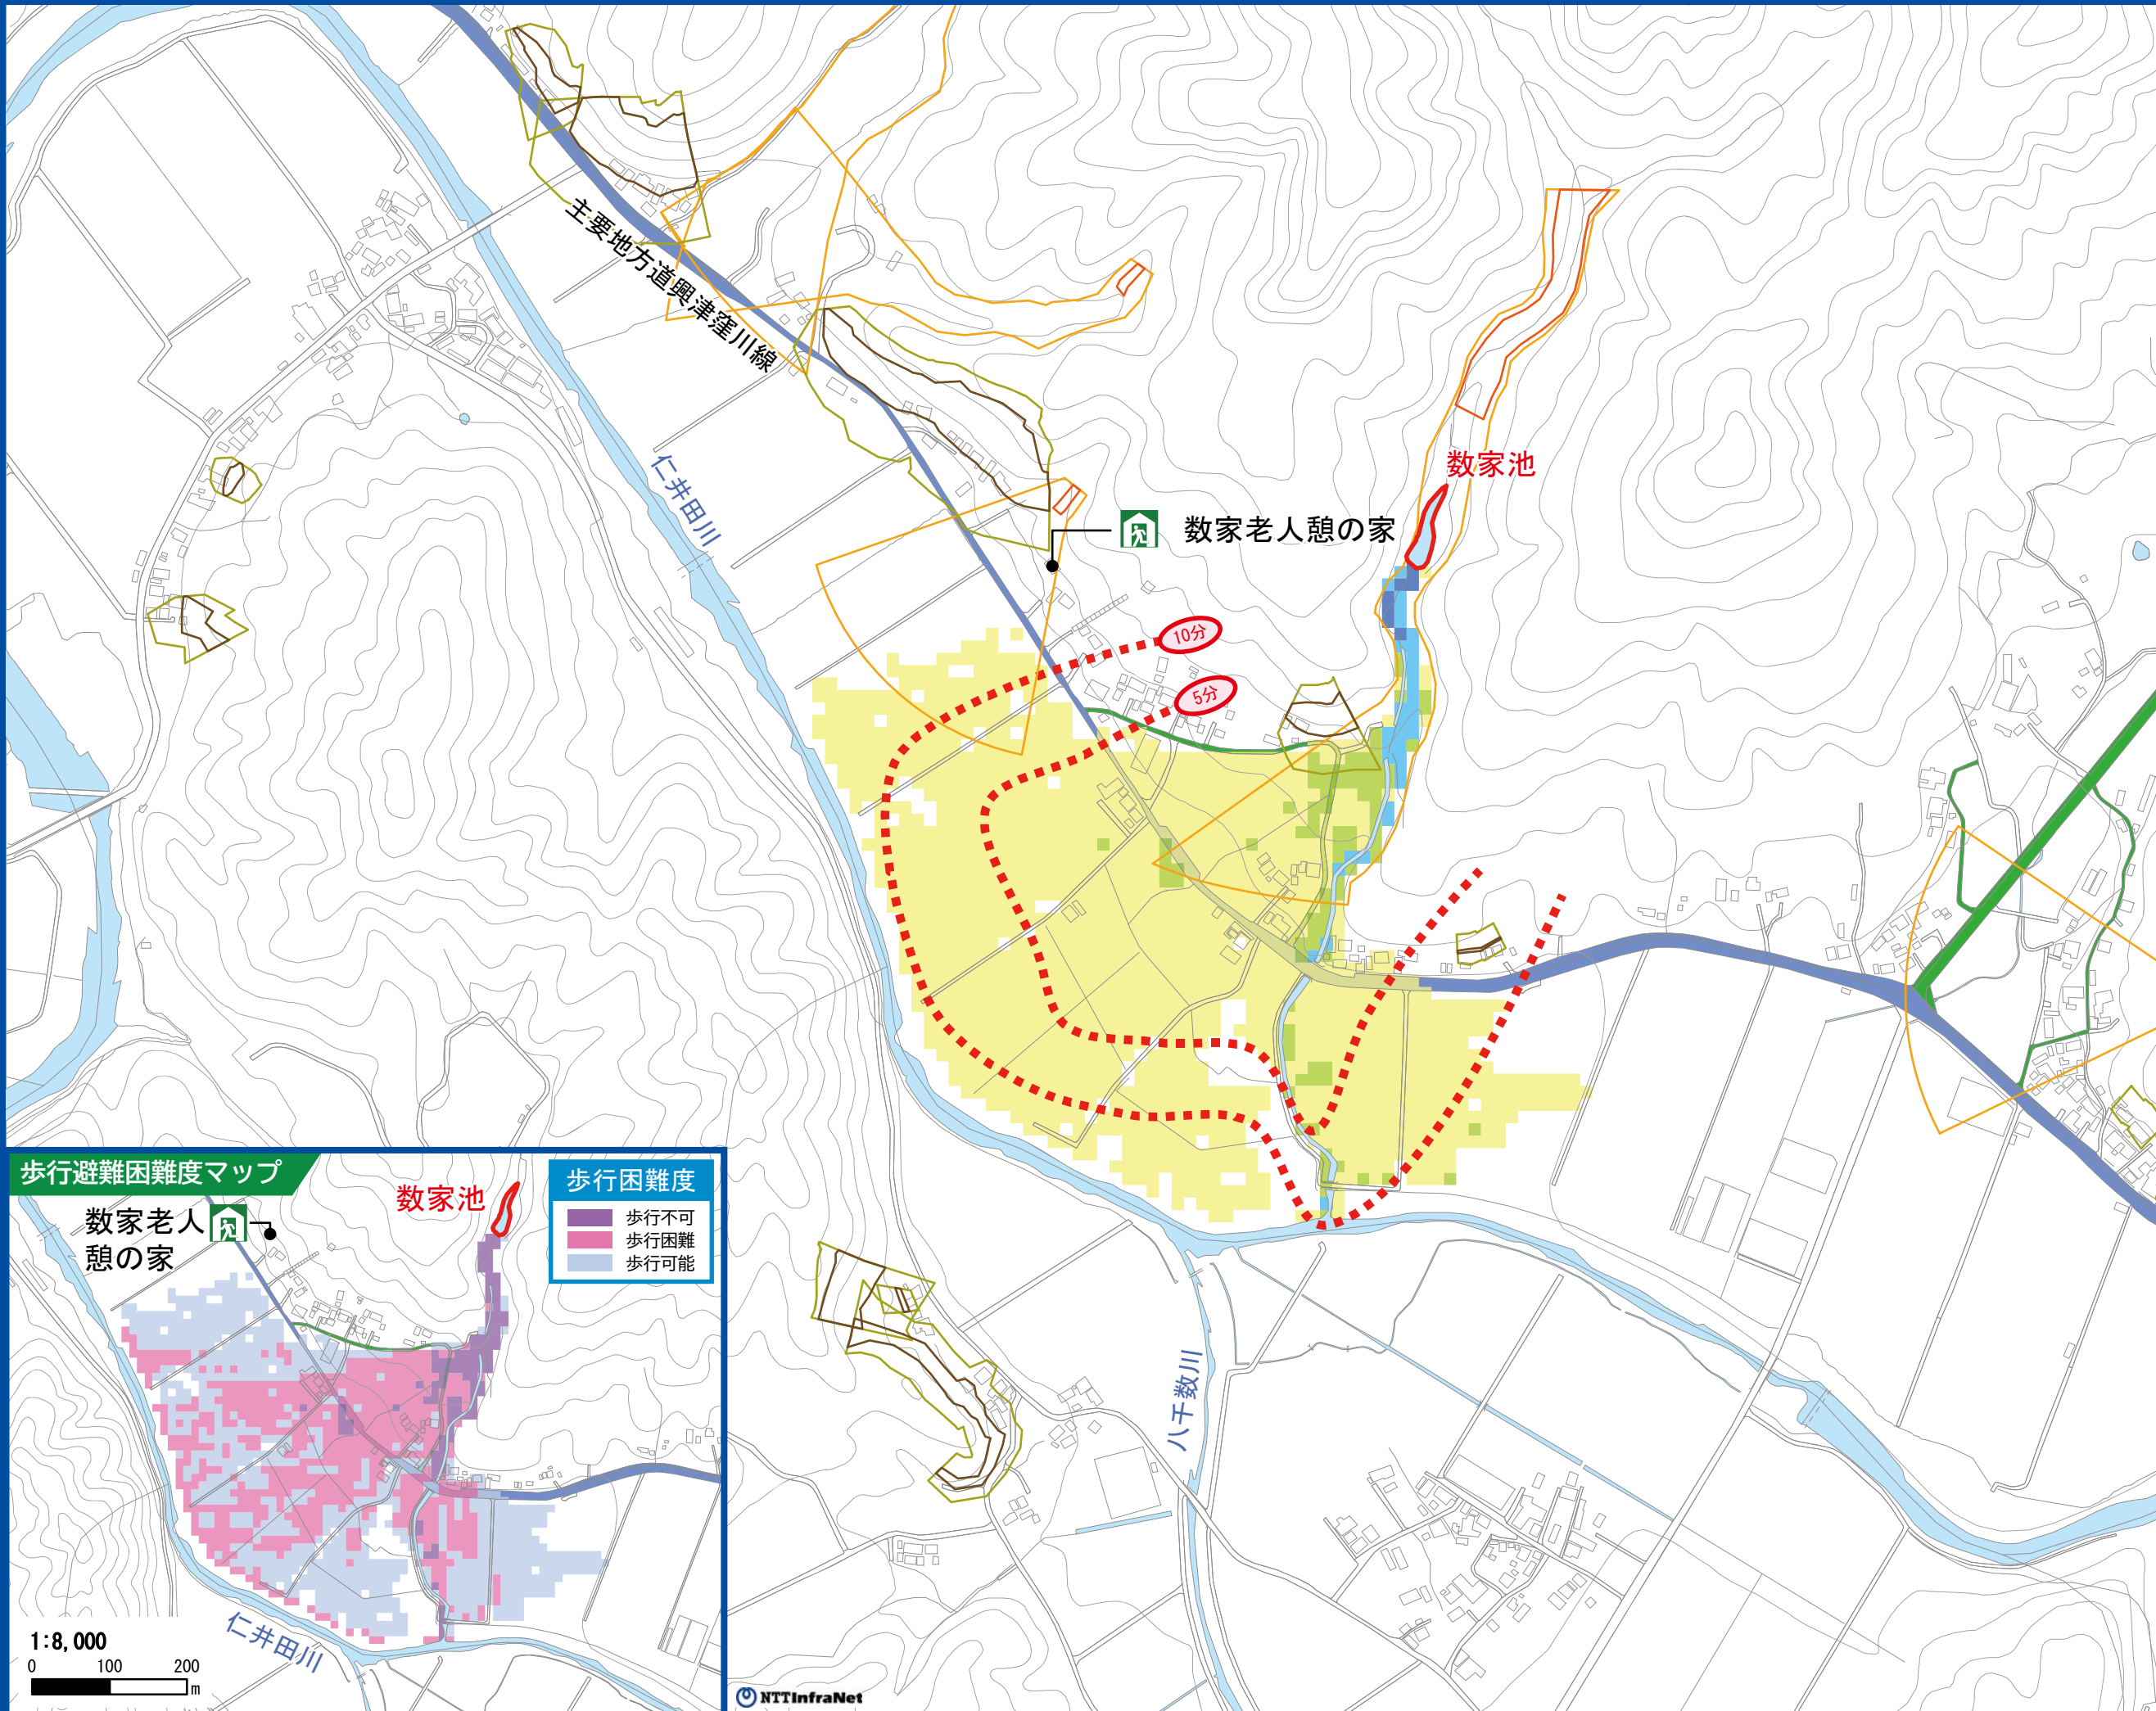 主要地方道興津窪川線
仁井田川
数家池
数家老人憩の家
10分
5分
八千数川
歩行避難困難度マップ
数家老人
憩の家
数家池
歩行困難度
歩行不可
歩行困難
歩行可能
仁井田川
1:8,000
0 100 200
m
NTTInfraNet